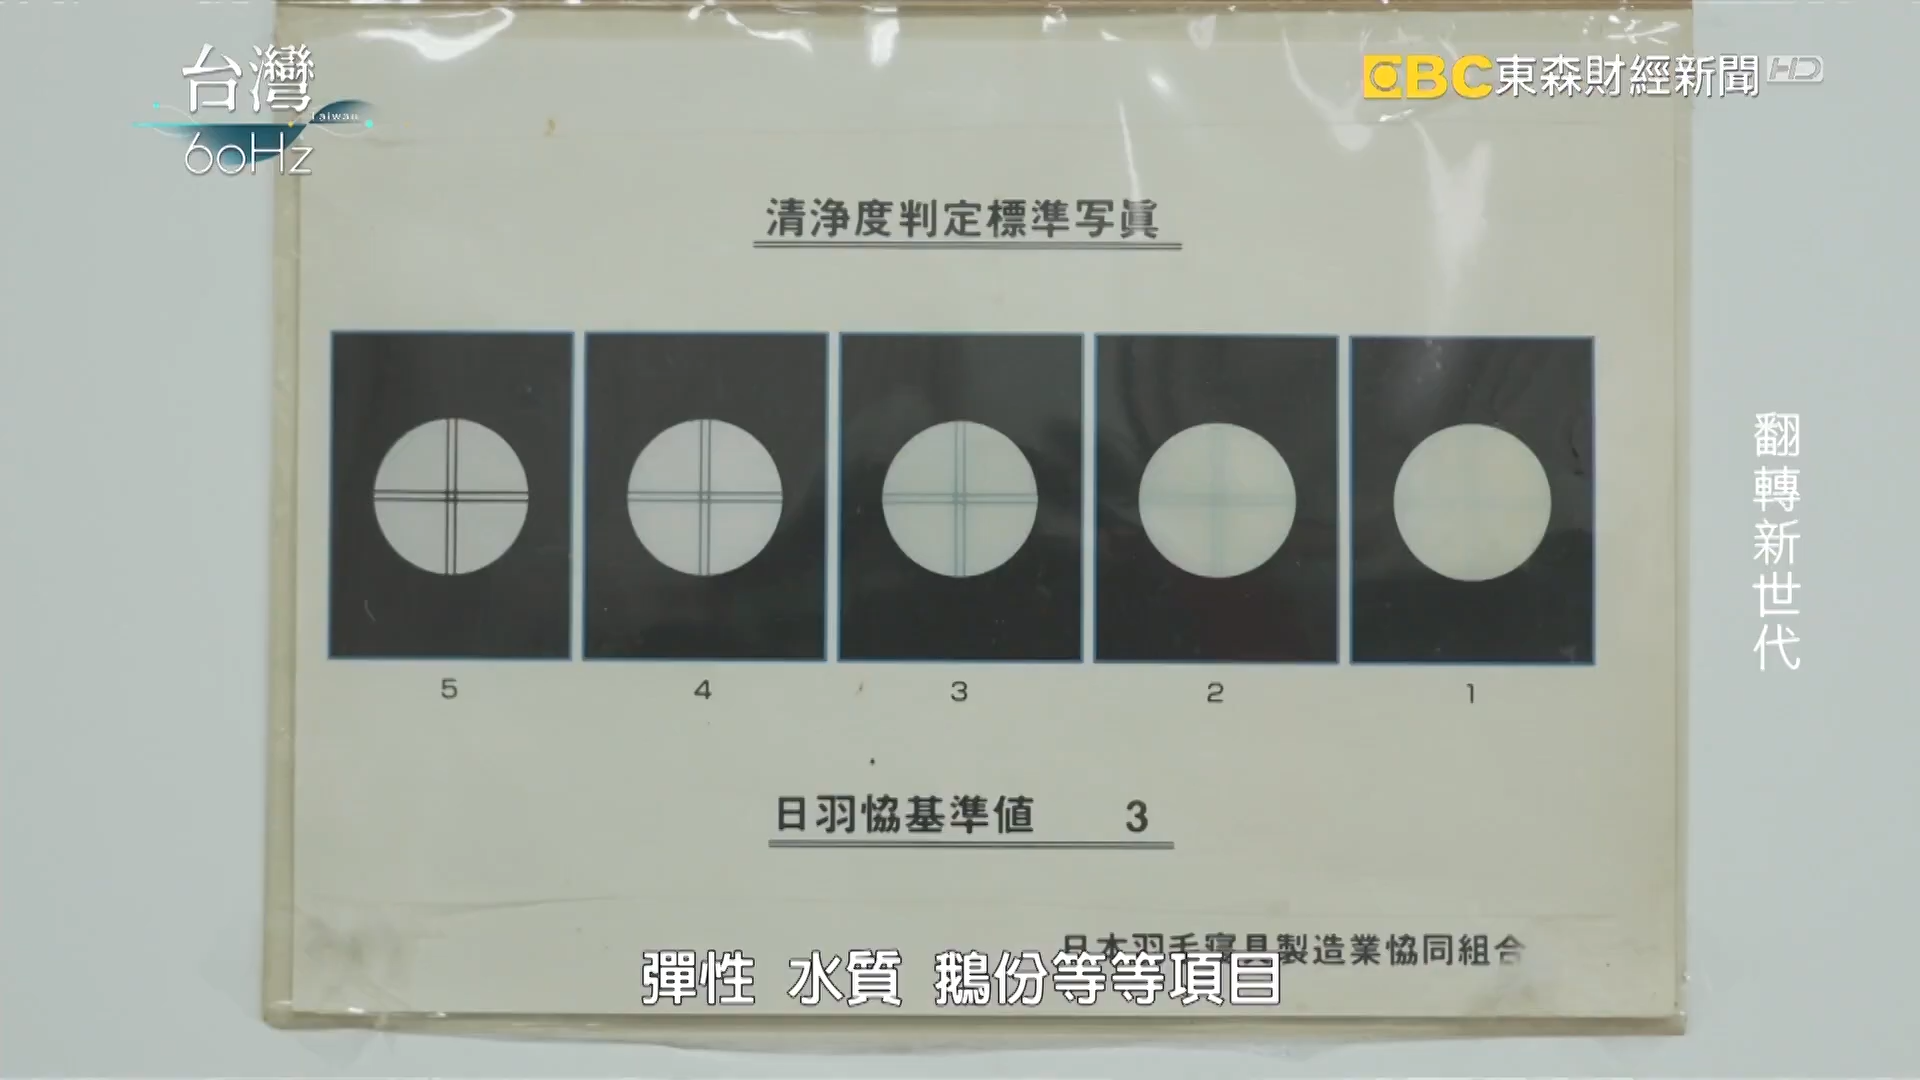 台灣
Taiwan
60Hz
EBC東森財經新聞HD
清浄度判定標準写眞
翻轉新世代
5 4 3 2 1
日羽協基準値 3
日本羽毛寝具製造業協同組合
彈性 水質 鵝份等等項目